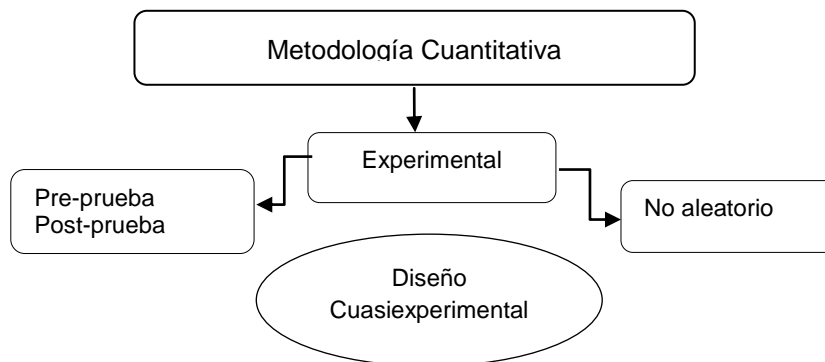 Metodología Cuantitativa
Experimental
Pre-prueba
Post-prueba
No aleatorio
Diseño
Cuasiexperimental